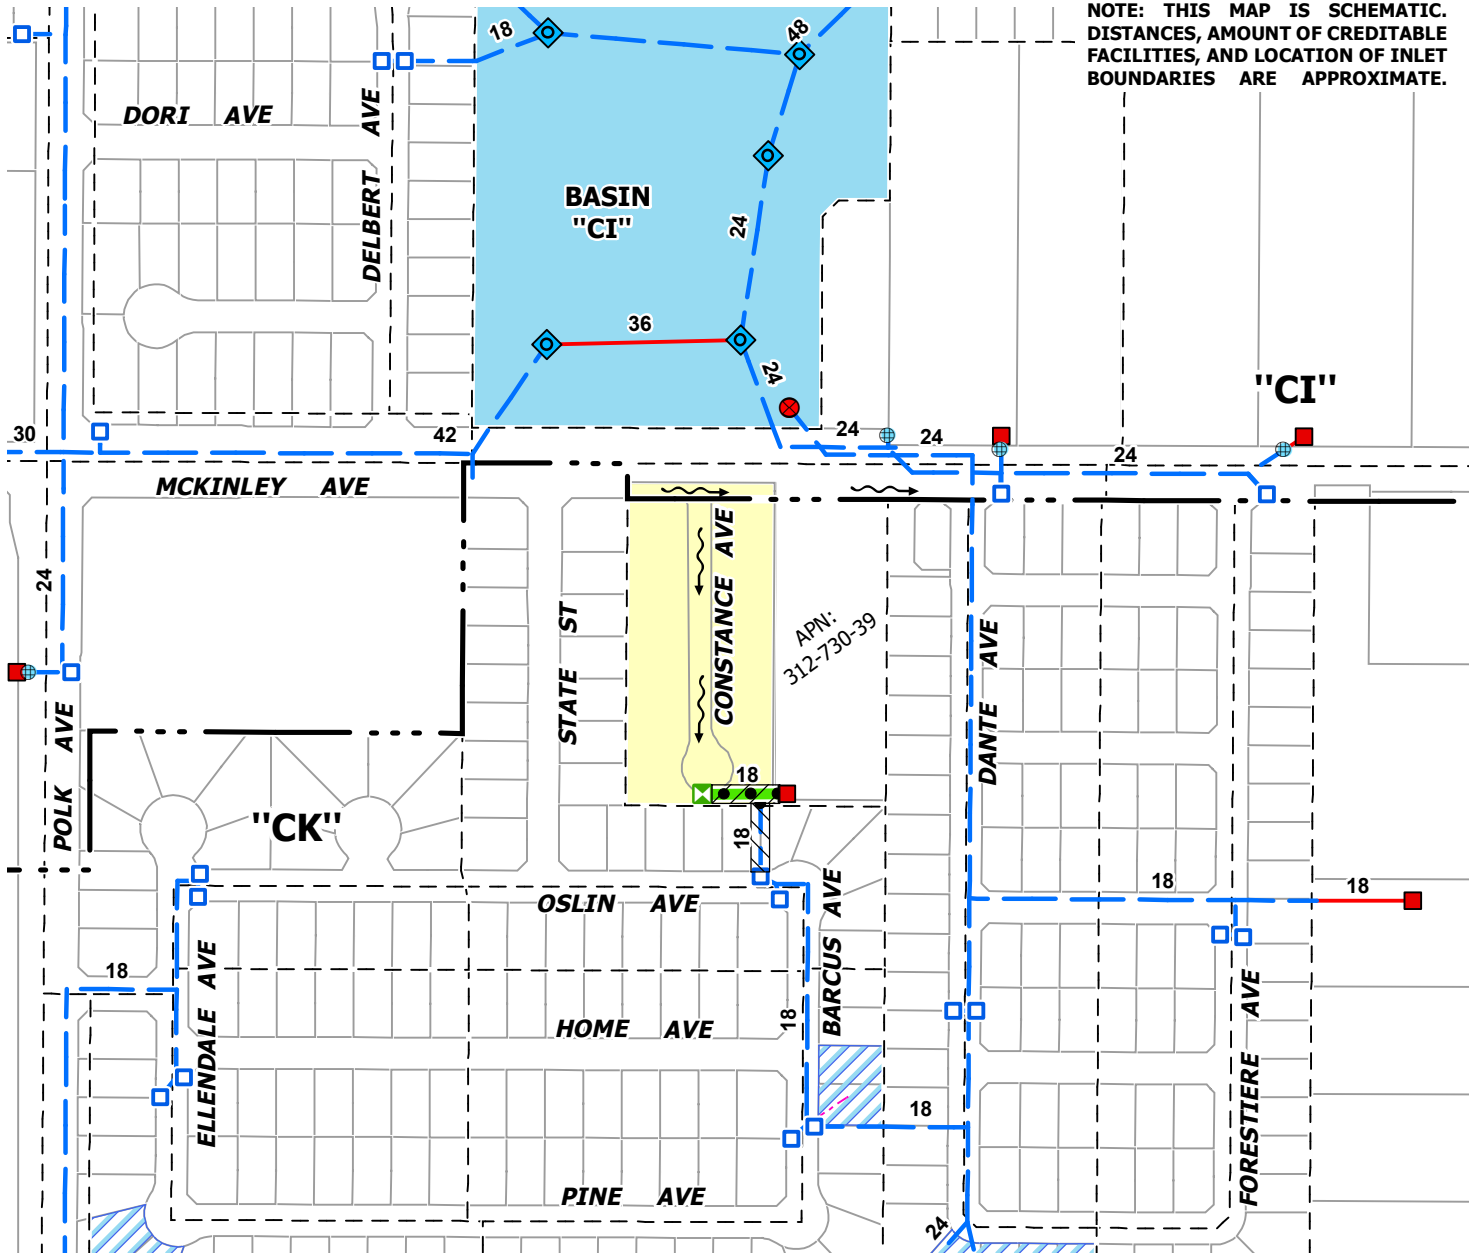 NOTE: THIS MAP IS SCHEMATIC.
DISTANCES, AMOUNT OF CREDITABLE
FACILITIES, AND LOCATION OF INLET
BOUNDARIES ARE APPROXIMATE.
18
48
DORI AVE
DELBERT AVE
BASIN
"CI"
24
36
24
"CI"
30
42
24
24
24
MCKINLEY AVE
24
STATE ST
CONSTANCE AVE
APN:
312-730-39
DANTE AVE
POLK AVE
"CK"
18
18
OSLIN AVE
BARCUS AVE
18
18
18
ELLENDALE AVE
HOME AVE
18
FORESTIERE AVE
18
PINE AVE
24